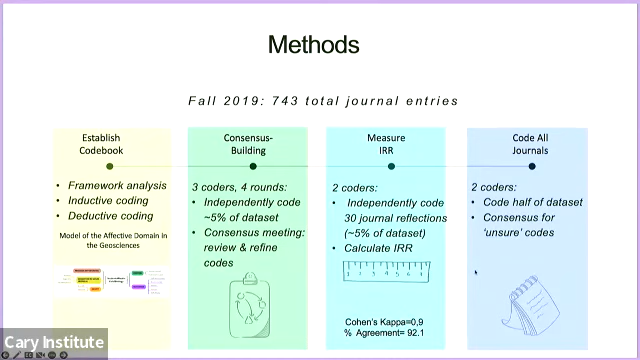 Methods
Fall 2019: 743 total journal entries
Establish
Codebook
• Framework analysis
• Inductive coding
• Deductive coding
Model of the Affective Domain in
the Geosciences
Consensus-
Building
3 coders, 4 rounds:
• Independently code
~5% of dataset
• Consensus meeting:
review & refine
codes
Measure
IRR
2 coders:
• Independently code
30 journal reflections
(~5% of dataset)
• Calculate IRR
Cohen's Kappa=0,9
% Agreement= 92.1
Code All
Journals
2 coders:
• Code half of dataset
• Consensus for
'unsure' codes
Cary Institute